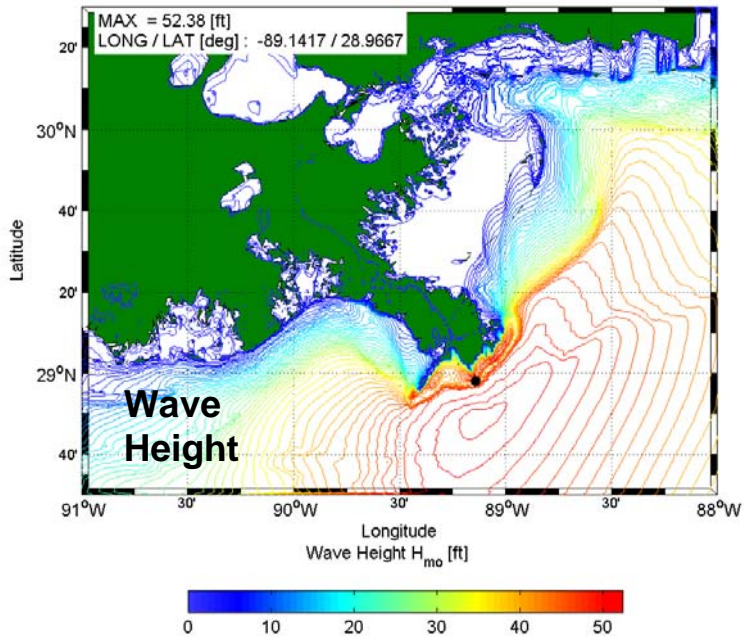 MAX = 52.38 [ft]
LONG / LAT [deg] : -89.1417 / 28.9667
20'
30°N
40'
20'
29°N
40'
Latitude
Wave
Height
91°W 30' 90°W 30' 89°W 30' 88°W
Longitude
Wave Height Hmo [ft]
0 10 20 30 40 50